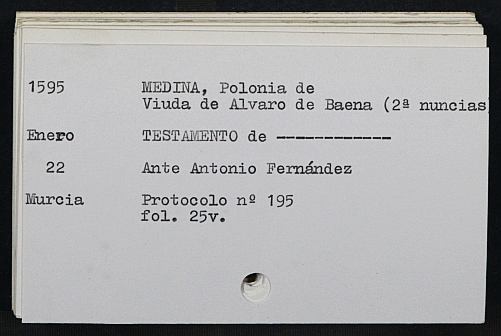 1595 MEDINA, Polonia de
Viuda de Alvaro de Baena (2ª nuncias)
Enero TESTAMENTO de ------------
22 Ante Antonio Fernández
Murcia Protocolo nº 195
fol. 25v.